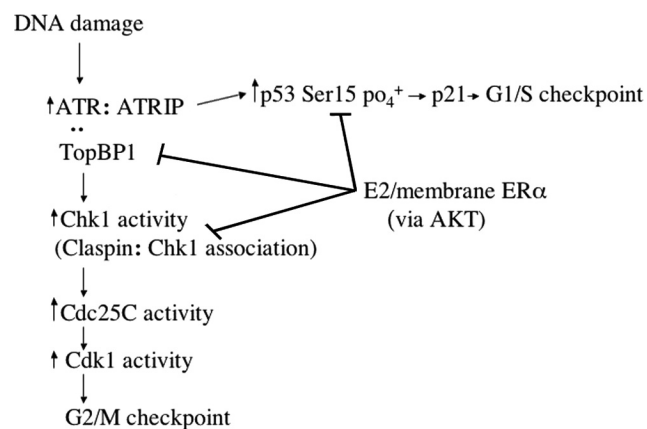 DNA damage
↑ATR: ATRIP
↑p53 Ser15 po₄⁺ → p21→ G1/S checkpoint
TopBP1
E2/membrane ERα
(via AKT)
↑Chk1 activity
(Claspin: Chk1 association)
↑Cdc25C activity
↑ Cdk1 activity
G2/M checkpoint